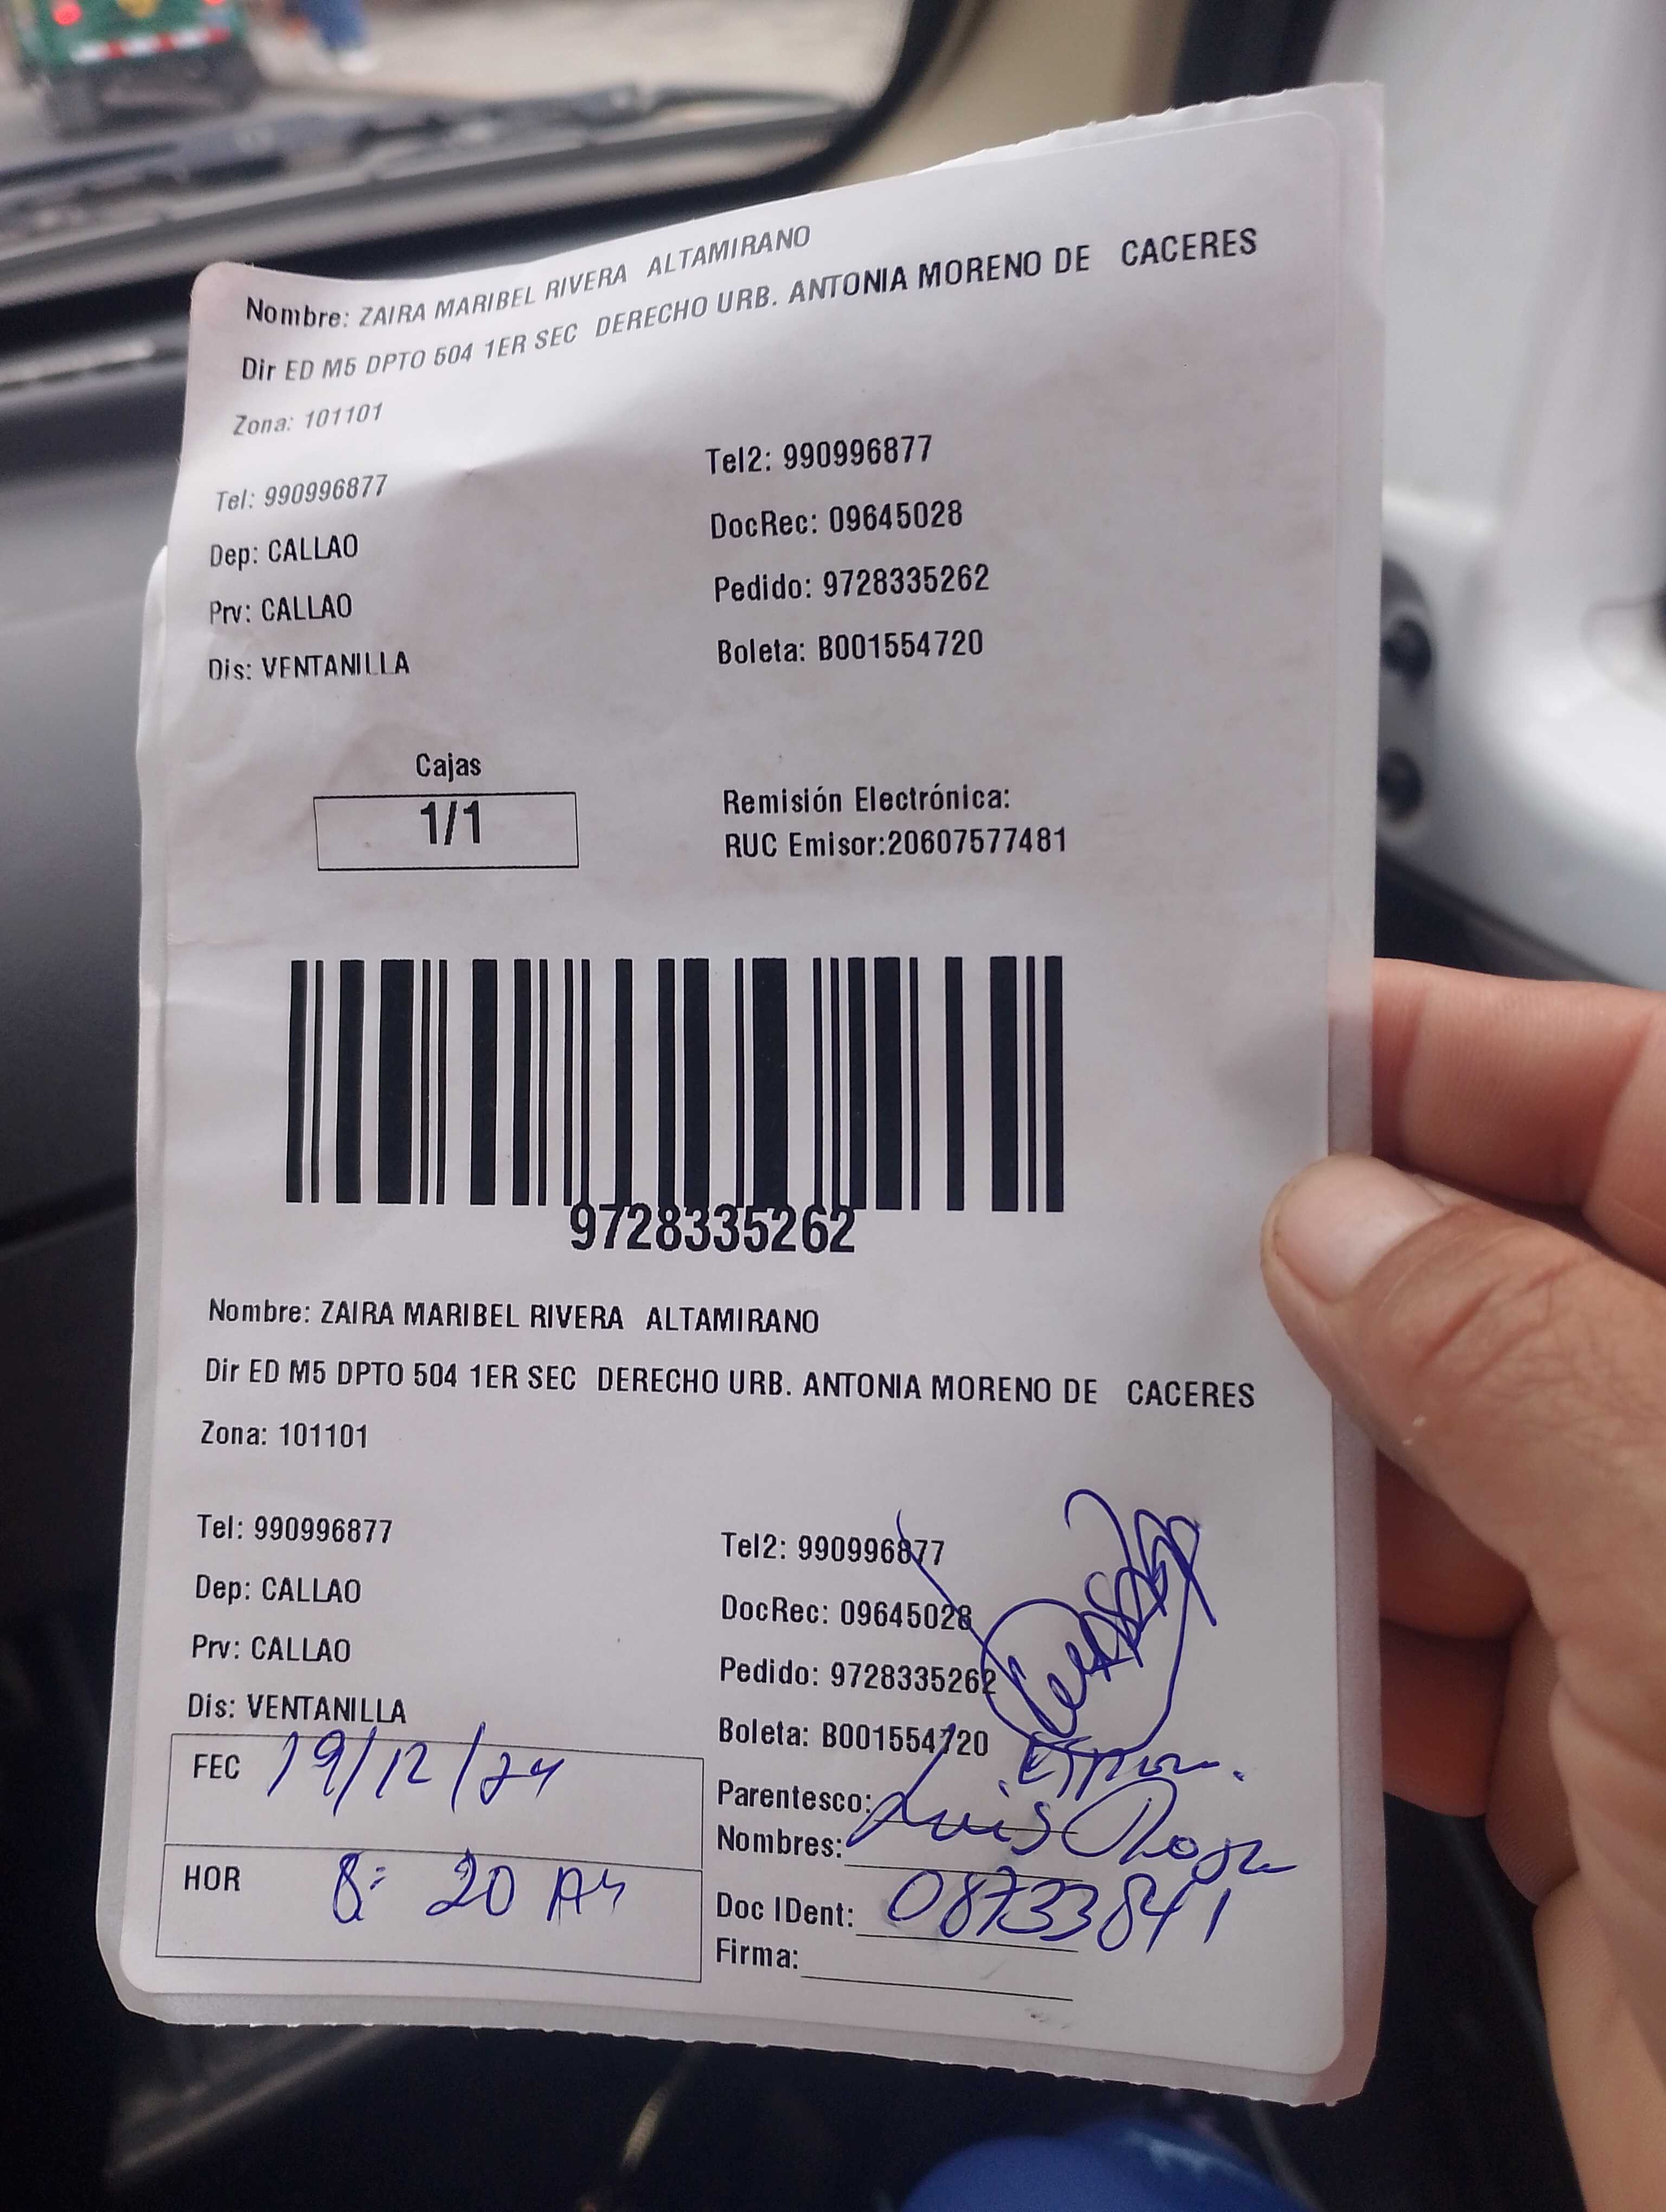 Nombre: ZAIRA MARIBEL RIVERA ALTAMIRANO
Dir ED M5 DPTO 504 1ER SEC DERECHO URB. ANTONIA MORENO DE CACERES
Zona: 101101
Tel: 990996877 Tel2: 990996877
Dep: CALLAO DocRec: 09645028
Prv: CALLAO Pedido: 9728335262
Dis: VENTANILLA Boleta: B001554720
Cajas
1/1
Remisión Electrónica:
RUC Emisor:20607577481
9728335262
Nombre: ZAIRA MARIBEL RIVERA ALTAMIRANO
Dir ED M5 DPTO 504 1ER SEC DERECHO URB. ANTONIA MORENO DE CACERES
Zona: 101101
Tel: 990996877 Tel2: 990996877
Dep: CALLAO DocRec: 09645028
Prv: CALLAO Pedido: 9728335262
Dis: VENTANILLA Boleta: B001554720
FEC 19/12/24
HOR 8:20 AM
Parentesco:
Nombres: Luis
Doc IDent: 08733841
Firma: